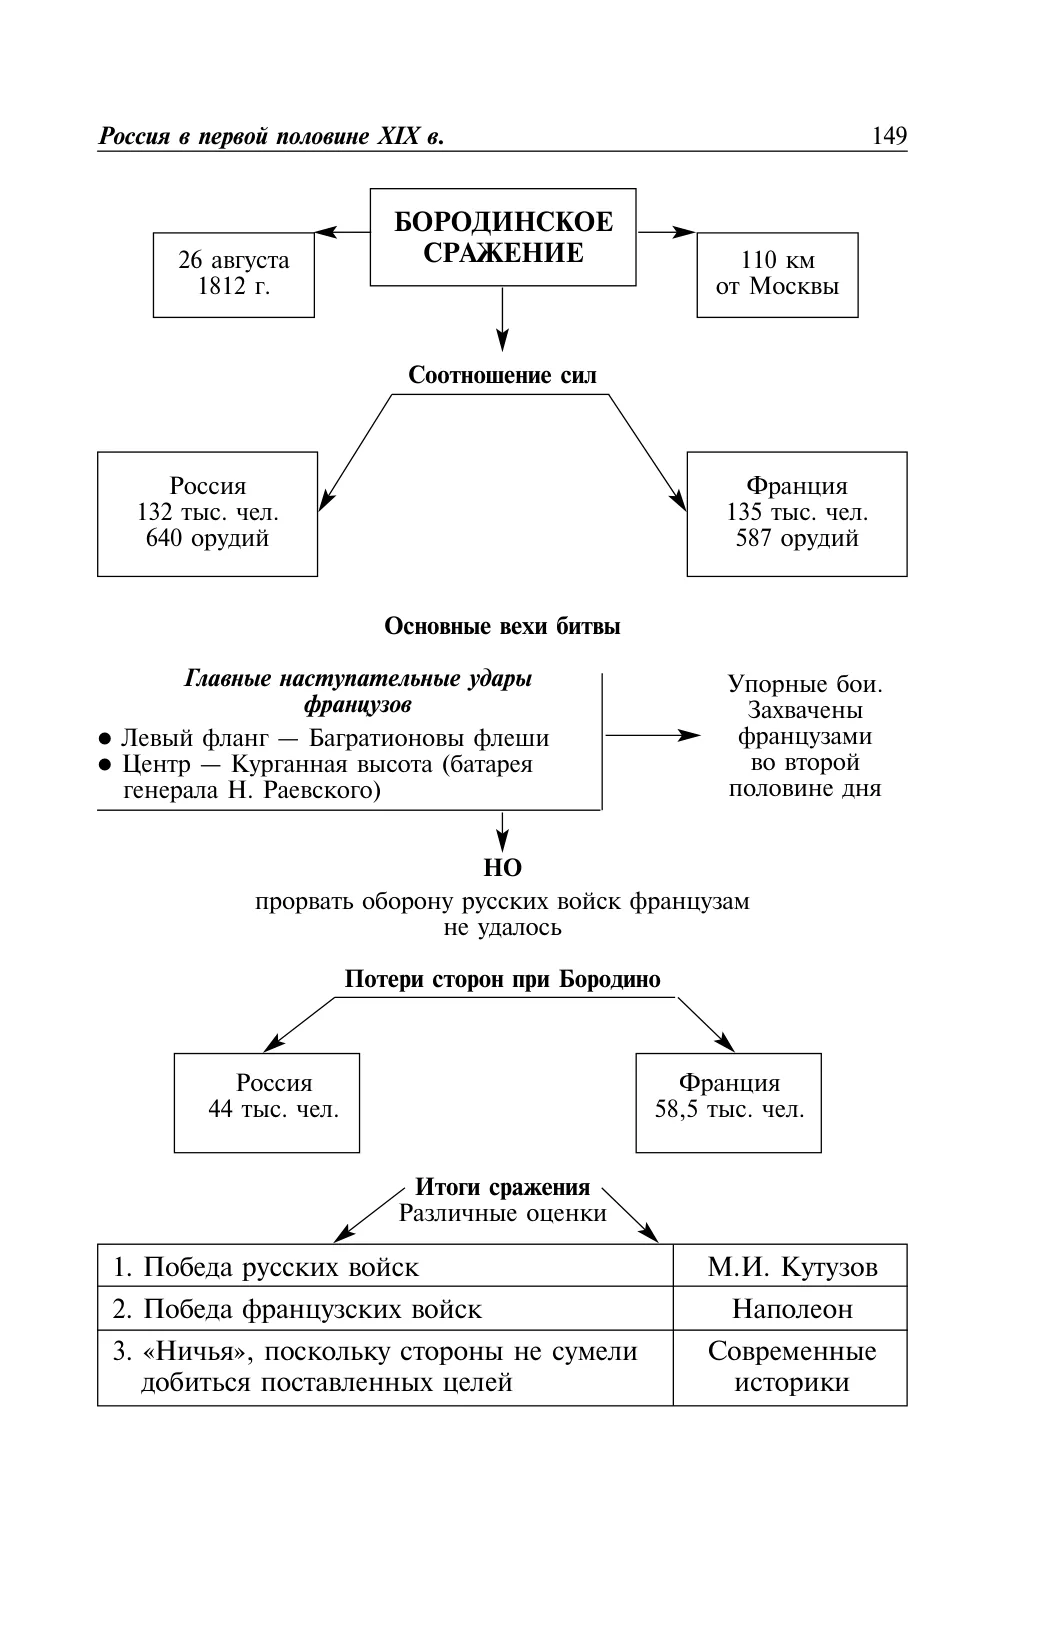 Россия в первой половине XIX в.
149
БОРОДИНСКОЕ
СРАЖЕНИЕ
26 августа
1812 г.
110 км
от Москвы
Соотношение сил
Россия
132 тыс. чел.
640 орудий
Франция
135 тыс. чел.
587 орудий
Основные вехи битвы
Главные наступательные удары
французов
● Левый фланг — Багратионовы флеши
● Центр — Курганная высота (батарея
генерала Н. Раевского)
Упорные бои.
Захвачены
французами
во второй
половине дня
НО
прорвать оборону русских войск французам
не удалось
Потери сторон при Бородино
Россия
44 тыс. чел.
Франция
58,5 тыс. чел.
Итоги сражения
Различные оценки
1. Победа русских войск
М.И. Кутузов
2. Победа французских войск
Наполеон
3. «Ничья», поскольку стороны не сумели
добиться поставленных целей
Современные
историки